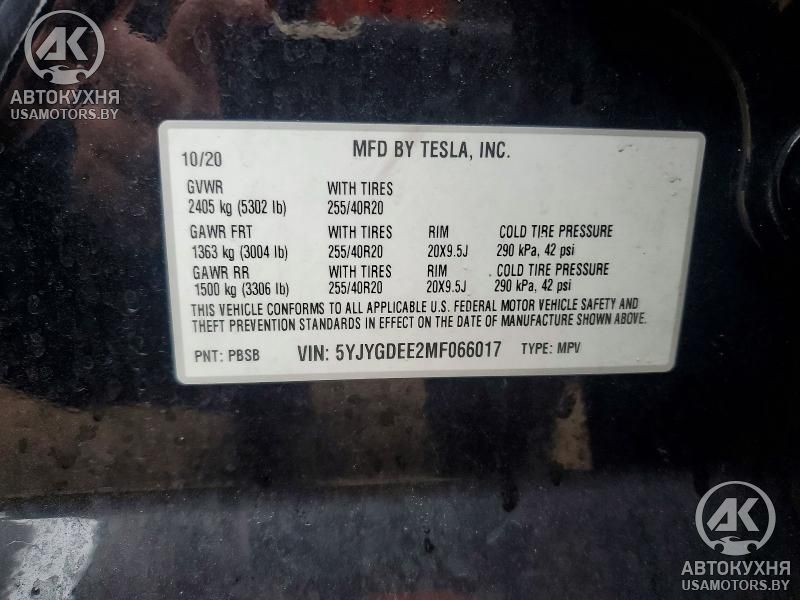 AK
АВТОКУХНЯ
USAMOTORS.BY
10/20 MFD BY TESLA, INC.
GVWR WITH TIRES
2405 kg (5302 lb) 255/40R20
GAWR FRT WITH TIRES RIM COLD TIRE PRESSURE
1363 kg (3004 lb) 255/40R20 20X9.5J 290 kPa, 42 psi
GAWR RR WITH TIRES RIM COLD TIRE PRESSURE
1500 kg (3306 lb) 255/40R20 20X9.5J 290 kPa, 42 psi
THIS VEHICLE CONFORMS TO ALL APPLICABLE U.S. FEDERAL MOTOR VEHICLE SAFETY AND
THEFT PREVENTION STANDARDS IN EFFECT ON THE DATE OF MANUFACTURE SHOWN ABOVE.
PNT: PBSB VIN: 5YJYGDEE2MF066017 TYPE: MPV
AK
АВТОКУХНЯ
USAMOTORS.BY